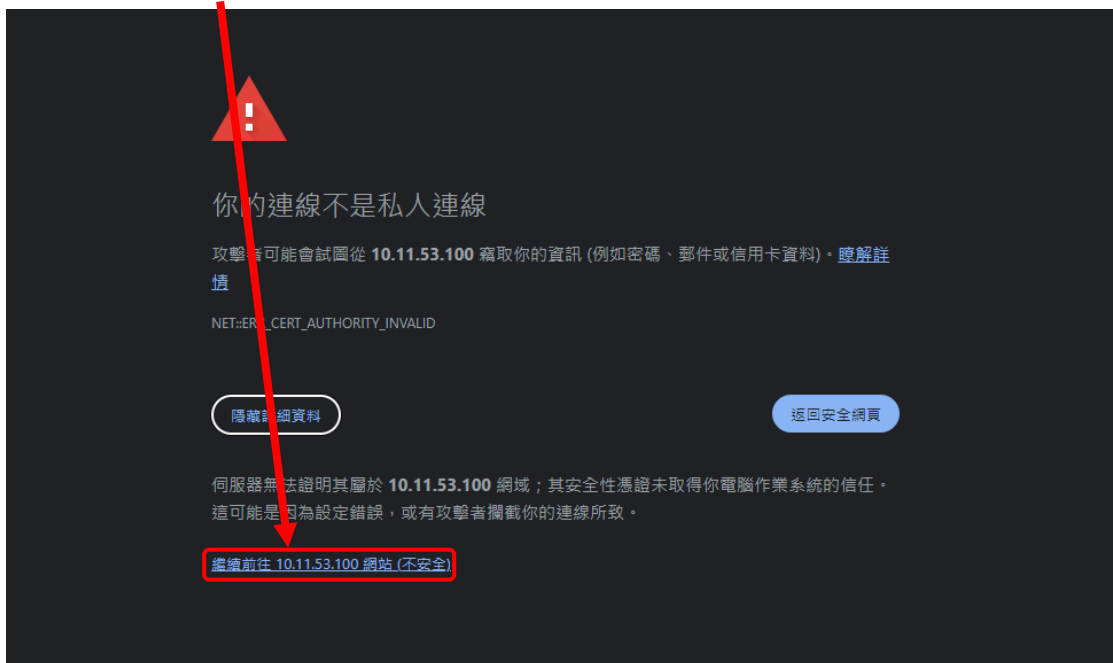 你的連線不是私人連線
攻擊者可能會試圖從 10.11.53.100 竊取你的資訊 (例如密碼、郵件或信用卡資料)。瞭解詳
情
NET::ERR_CERT_AUTHORITY_INVALID
隱藏詳細資料
返回安全網頁
伺服器無法證明其屬於 10.11.53.100 網域;其安全性憑證未取得你電腦作業系統的信任。
這可能是因為設定錯誤,或有攻擊者攔截你的連線所致。
繼續前往 10.11.53.100 網站 (不安全)